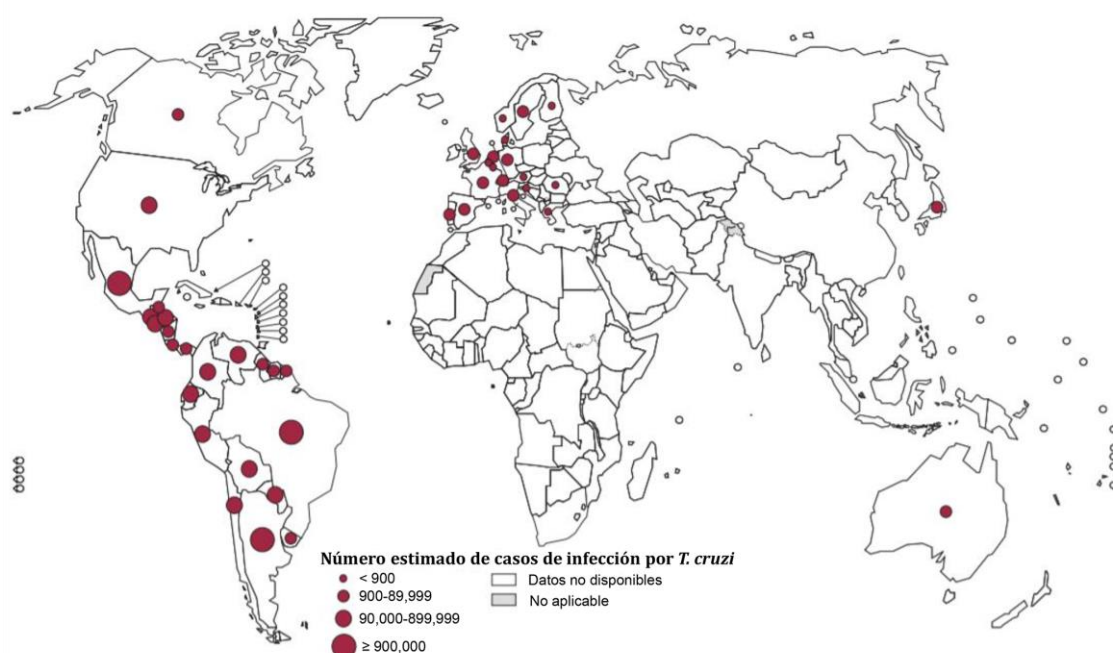 Número estimado de casos de infección por T. cruzi
< 900
900-89,999
90,000-899,999
≥ 900,000
Datos no disponibles
No aplicable